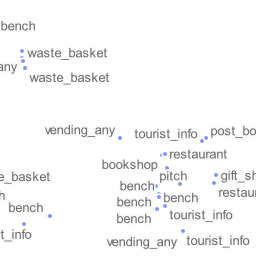 bench
waste_basket
any
waste_basket
vending_any
tourist_info
post_bo
restaurant
bookshop
pitch
gift_sh
e_basket
bench
restau
h
bench
bench
bench
tourist_info
bench
t_info
vending_any
tourist_info